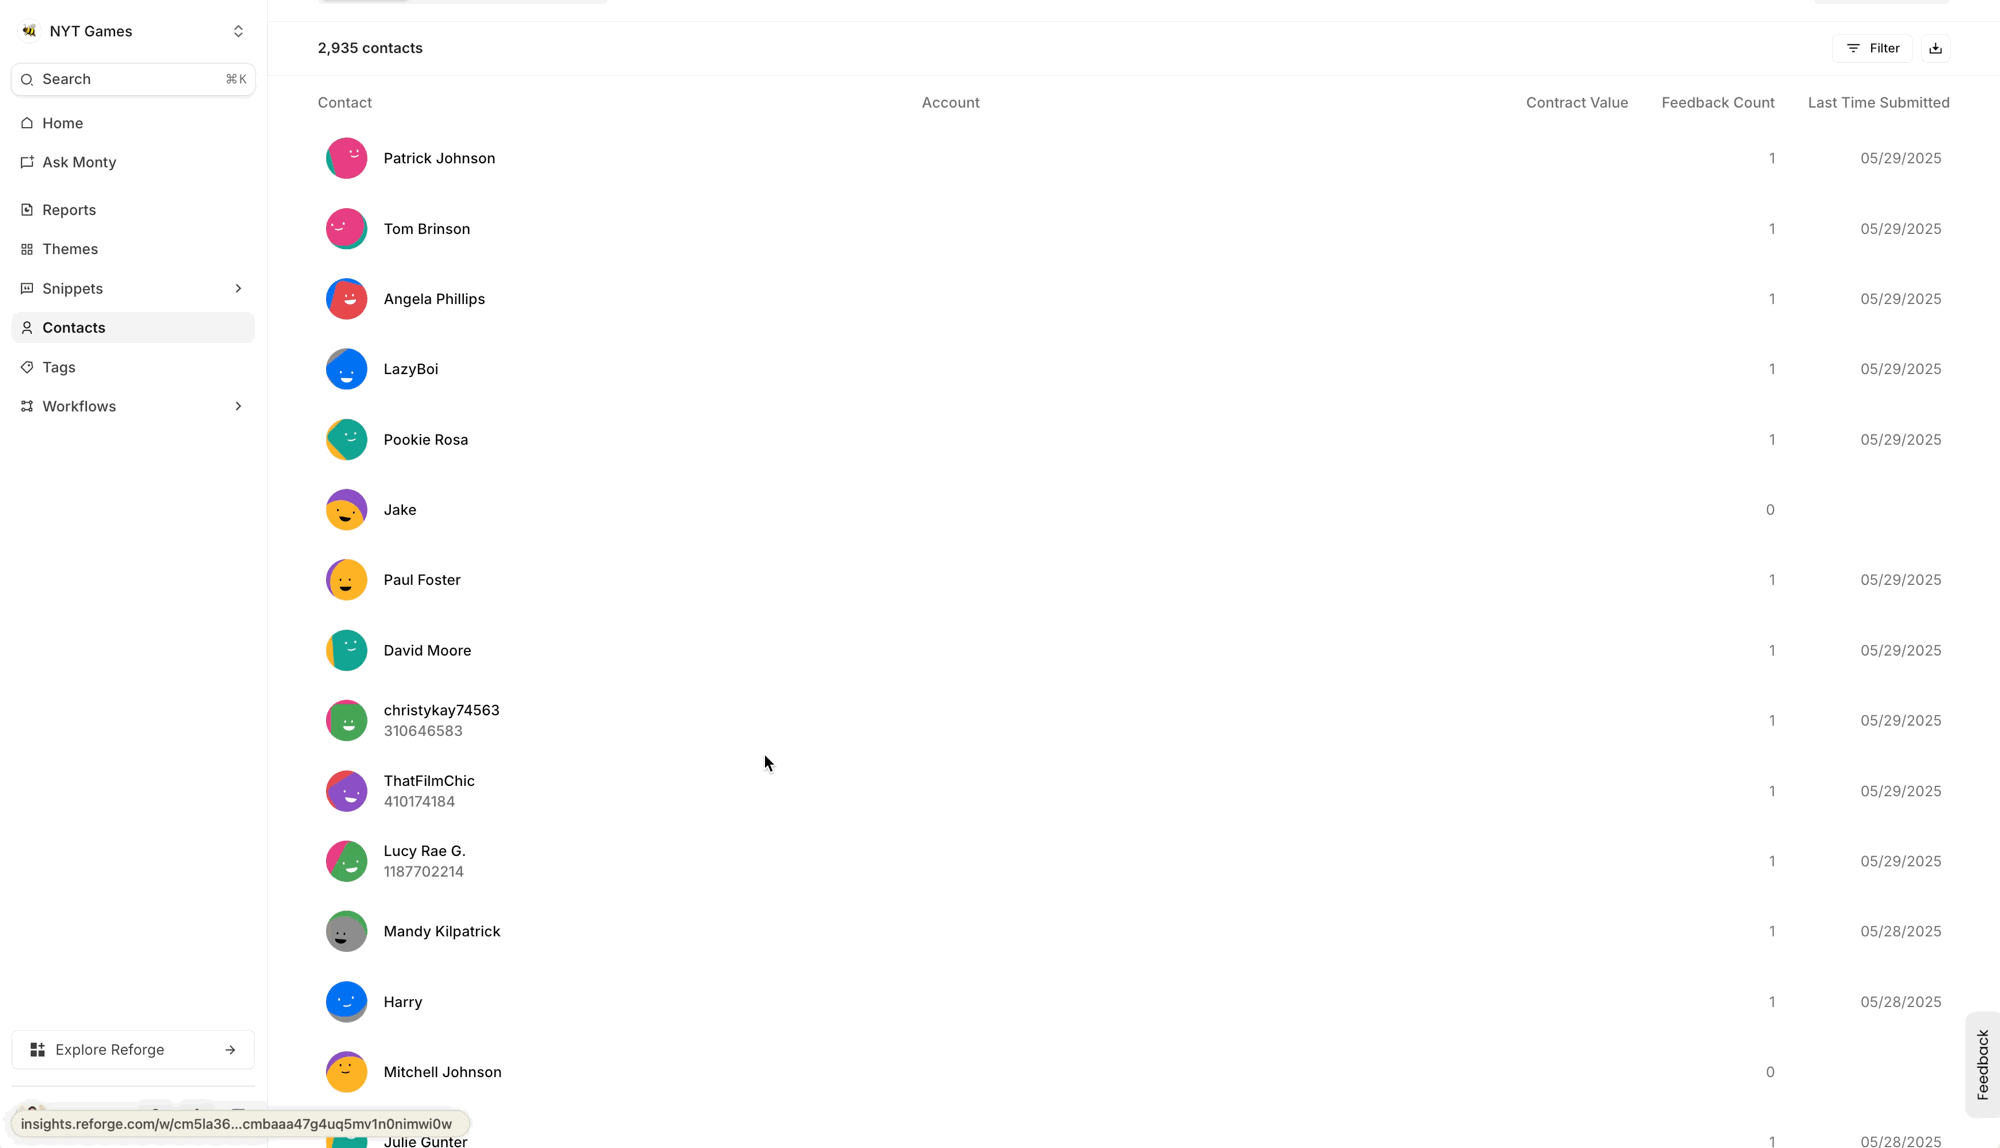 NYT Games
Search ⌘K
Home
Ask Monty
Reports
Themes
Snippets
Contacts
Tags
Workflows
Explore Reforge
insights.reforge.com/w/cm5la36...cmbaaa47g4uq5mv1n0nimwi0w
2,935 contacts
Filter
Contact Account Contract Value Feedback Count Last Time Submitted
Patrick Johnson 1 05/29/2025
Tom Brinson 1 05/29/2025
Angela Phillips 1 05/29/2025
LazyBoi 1 05/29/2025
Pookie Rosa 1 05/29/2025
Jake 0
Paul Foster 1 05/29/2025
David Moore 1 05/29/2025
christykay74563 1 05/29/2025
310646583
ThatFilmChic 1 05/29/2025
410174184
Lucy Rae G. 1 05/29/2025
1187702214
Mandy Kilpatrick 1 05/28/2025
Harry 1 05/28/2025
Mitchell Johnson 0
Julie Gunter 1 05/28/2025
Feedback